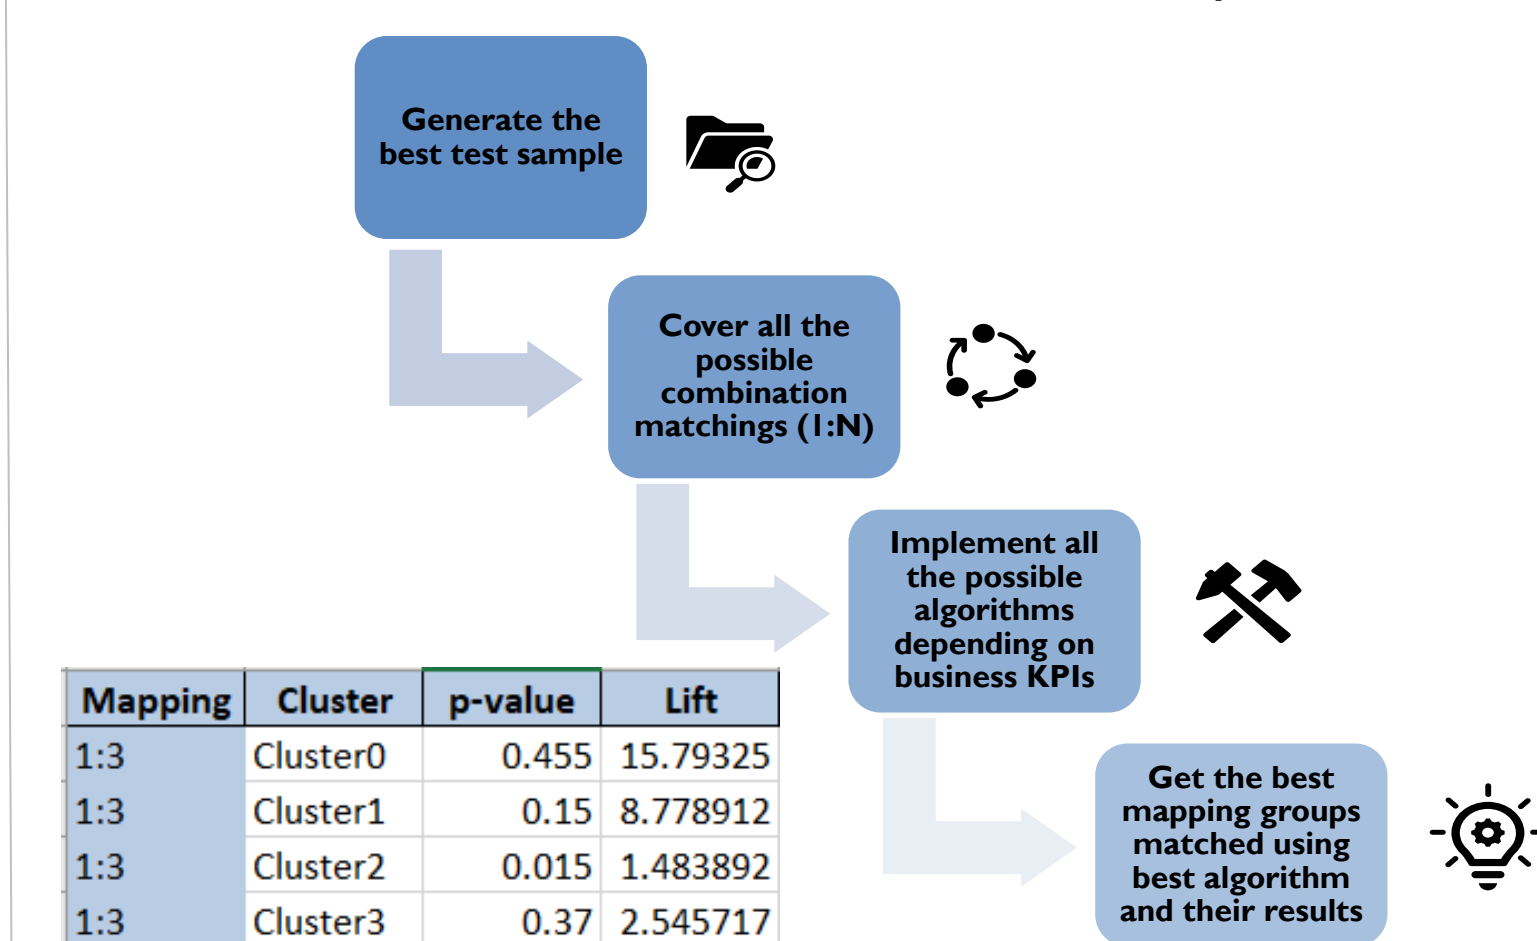 Generate the
best test sample
Cover all the
possible
combination
matchings (1:N)
Implement all
the possible
algorithms
depending on
business KPIs
Get the best
mapping groups
matched using
best algorithm
and their results
Mapping Cluster p-value Lift
1:3 Cluster0 0.455 15.79325
1:3 Cluster1 0.15 8.778912
1:3 Cluster2 0.015 1.483892
1:3 Cluster3 0.37 2.545717